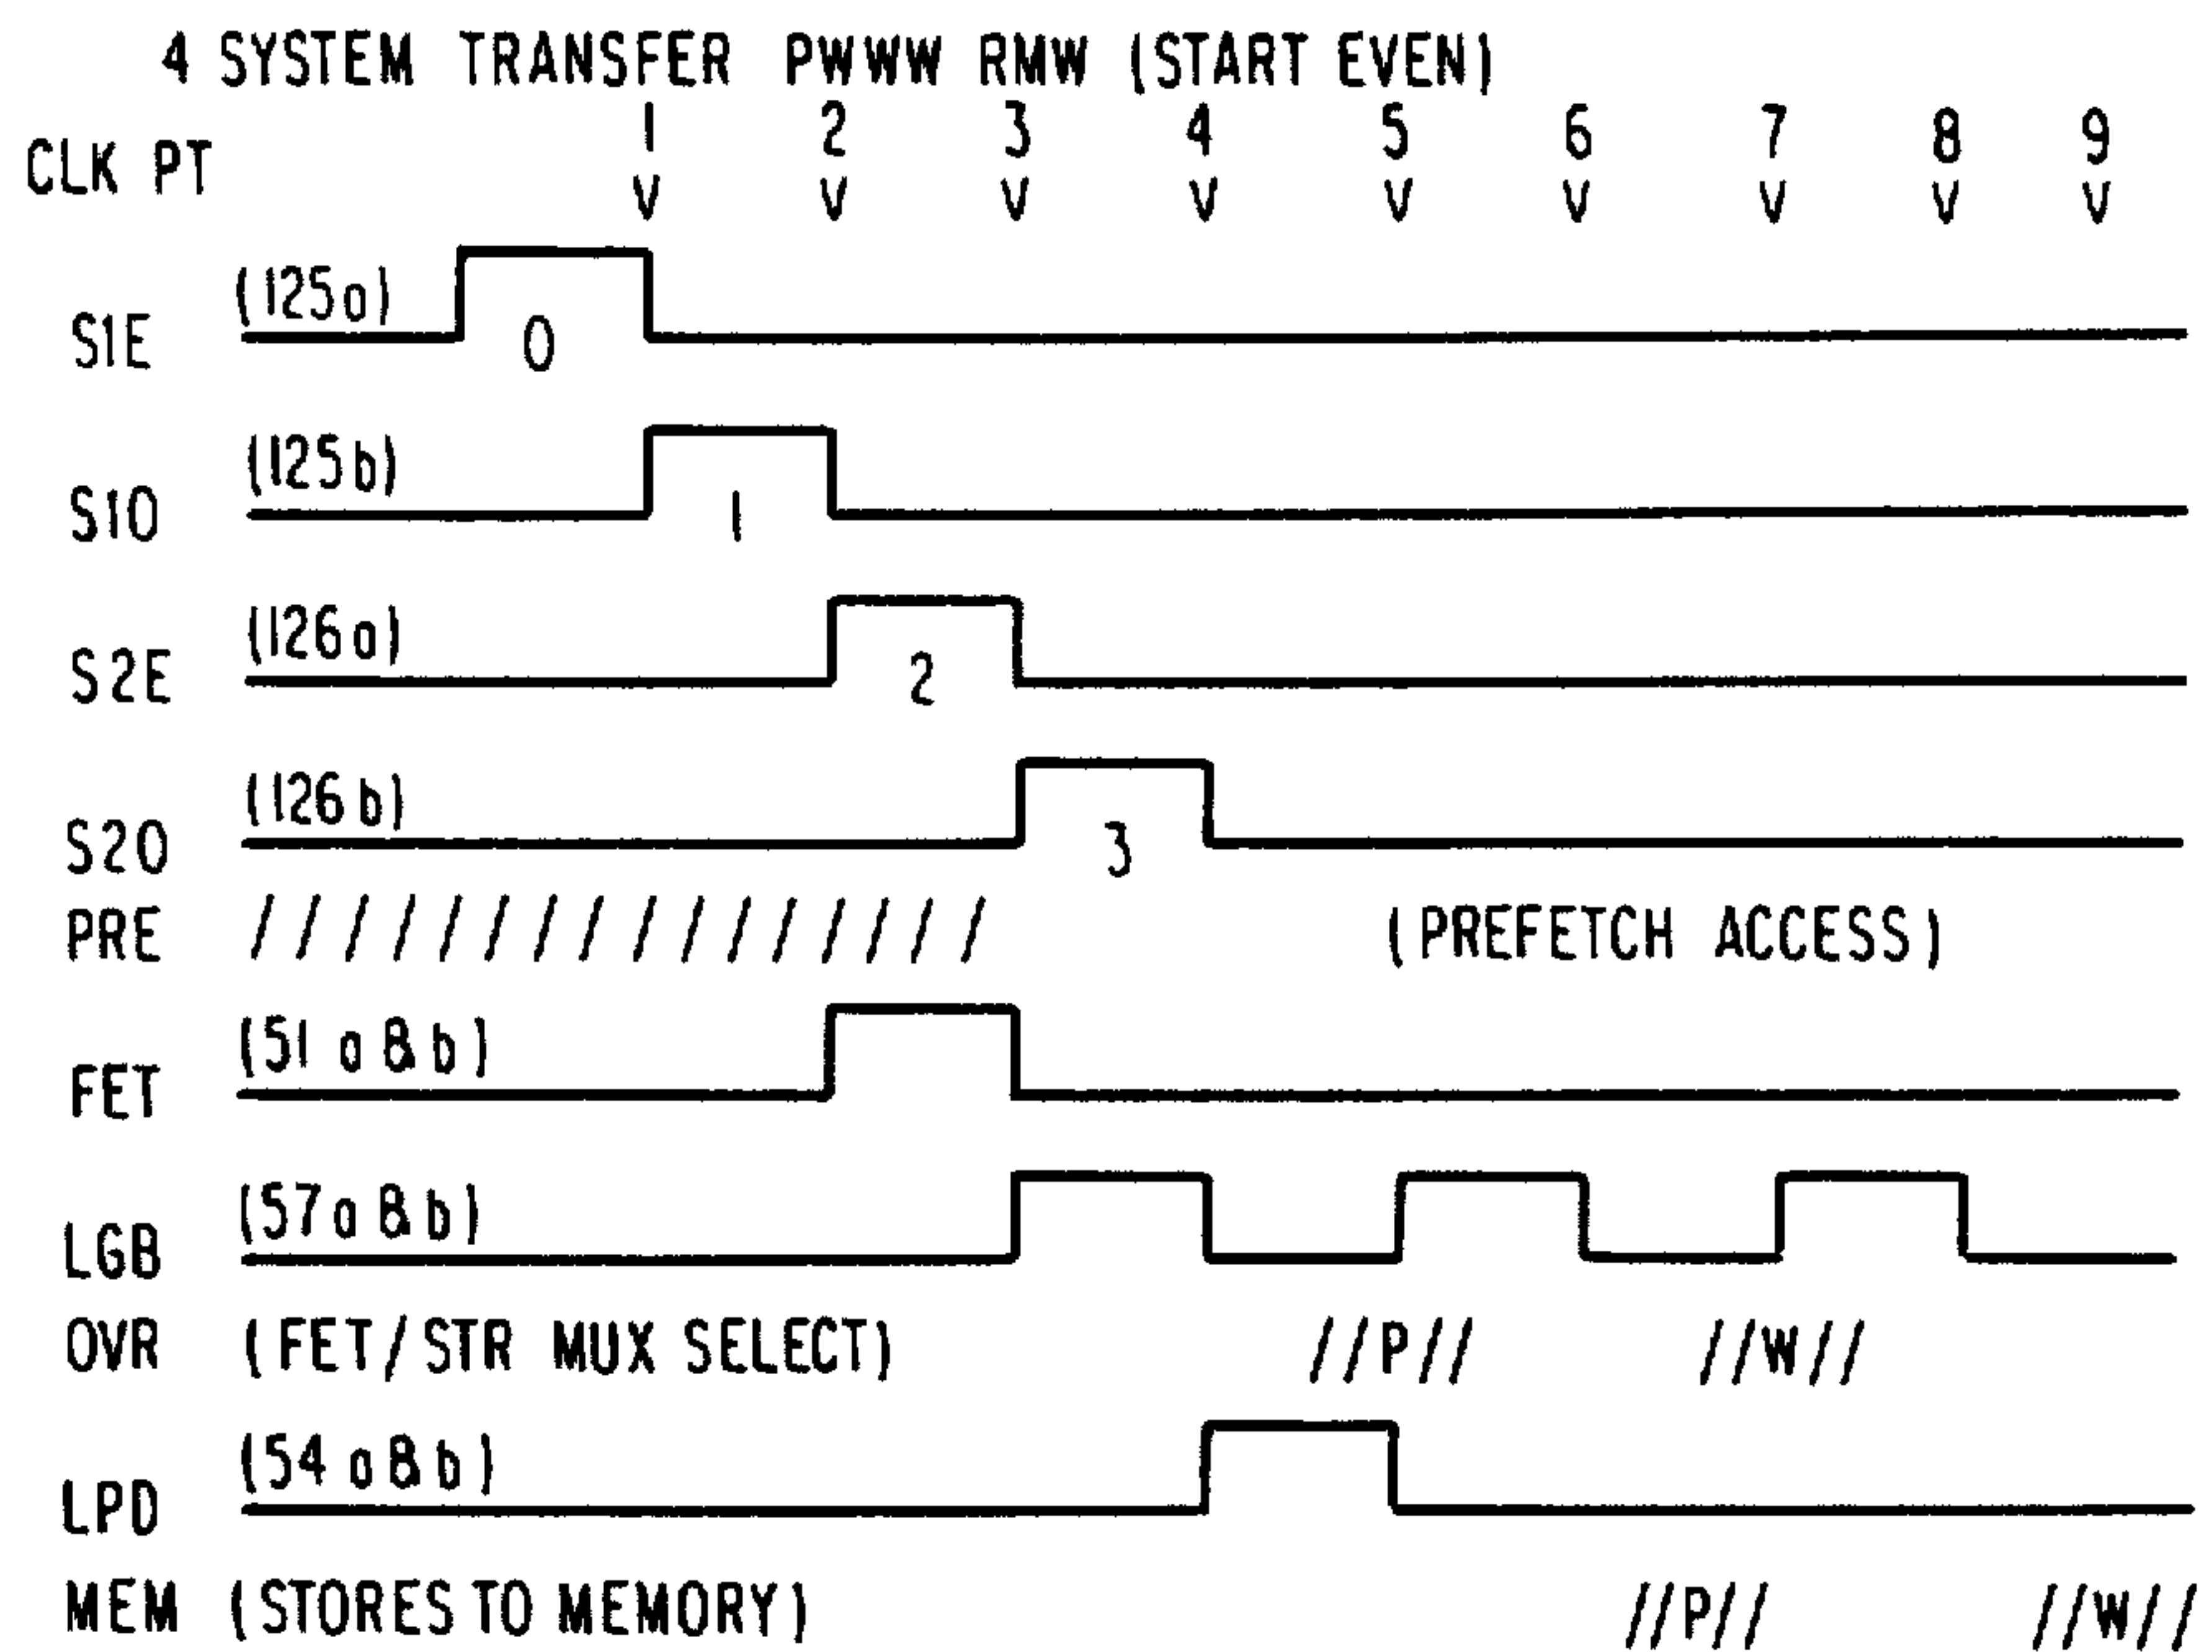 4 SYSTEM TRANSFER PWWW RMW (START EVEN)
1 2 3 4 5 6 7 8 9
CLK PT V V V V V V V V V
(125a)
S1E 0
(125b)
S1O 1
(126a)
S2E 2
(126b)
S2O 3
PRE / / / / / / / / / / / / / / / / (PREFETCH ACCESS)
(51 a & b)
FET
(57a & b)
LGB
OVR (FET/STR MUX SELECT) //P// //W//
(54 a & b)
LPD
MEM (STORES TO MEMORY) //P// //W//